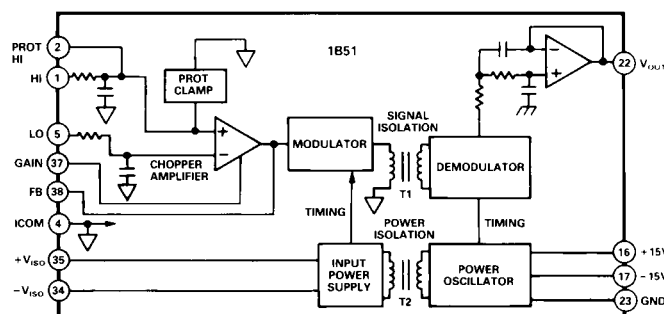 1B51
PROT HI
2
HI
1
PROT CLAMP
LO
5
GAIN
37
FB
38
ICOM
4
+VISO
35
−VISO
34
CHOPPER AMPLIFIER
+
−
MODULATOR
SIGNAL ISOLATION
T1
DEMODULATOR
−
+
22
VOUT
TIMING
POWER ISOLATION
TIMING
INPUT POWER SUPPLY
T2
POWER OSCILLATOR
16
+15V
17
−15V
23
GND